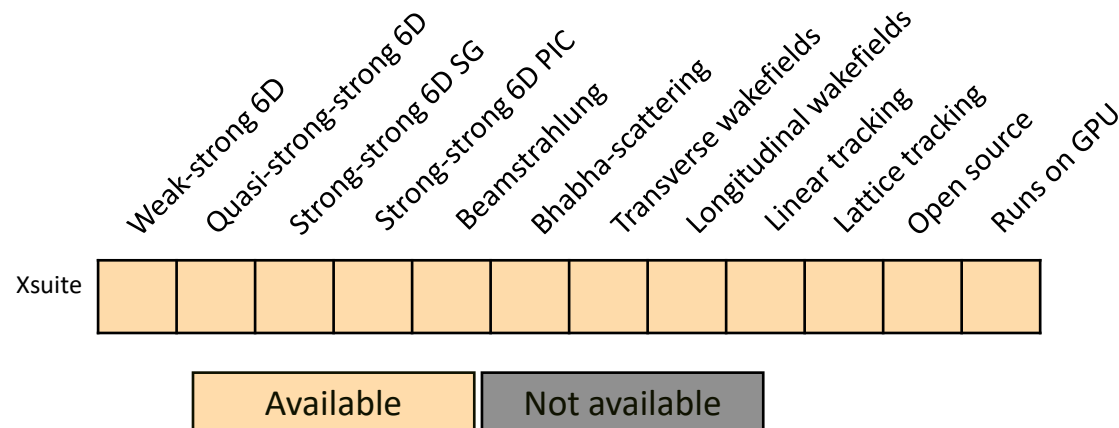 Weak-strong 6D
Quasi-strong-strong 6D
Strong-strong 6D SG
Strong-strong 6D PIC
Beamstrahlung
Bhabha-scattering
Transverse wakefields
Longitudinal wakefields
Linear tracking
Lattice tracking
Open source
Runs on GPU
Xsuite
Available
Not available